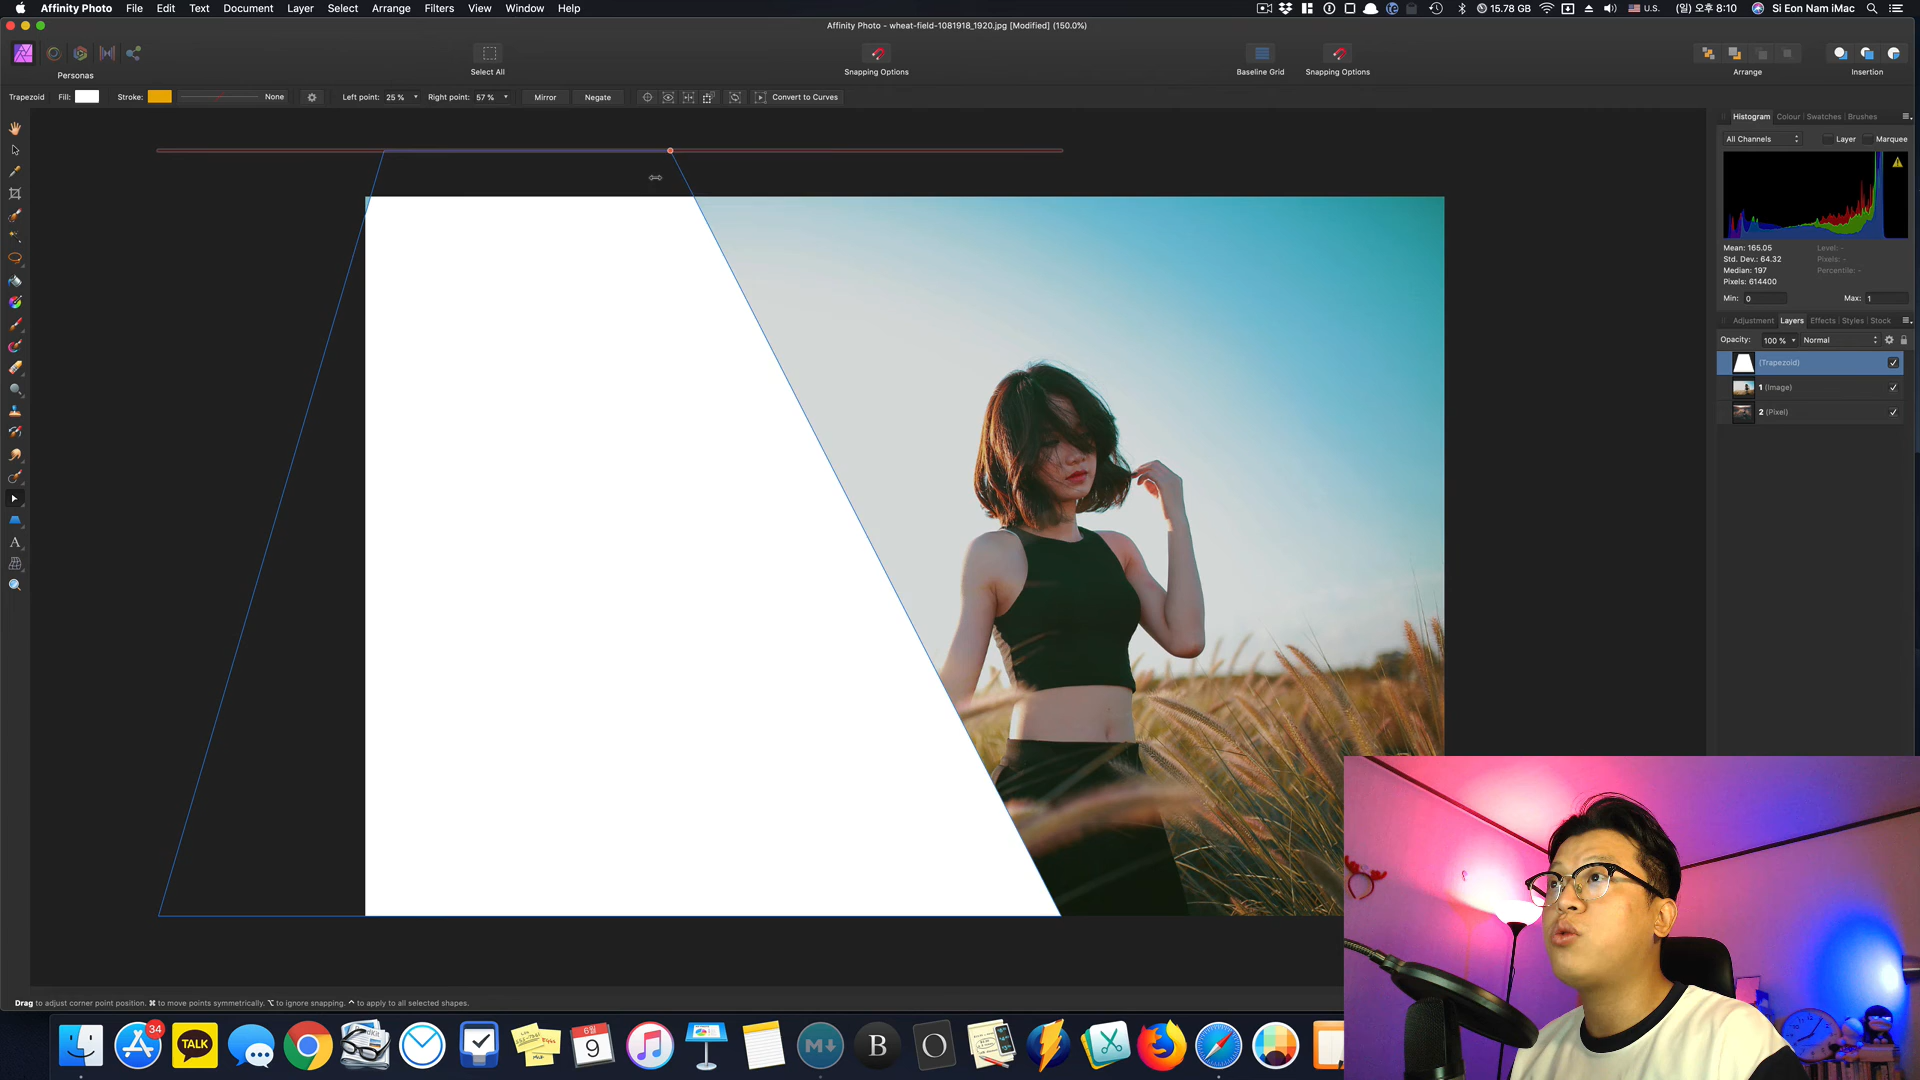 Affinity Photo File Edit Text Document Layer Select Arrange Filters View Window Help
15.78 GB U.S. (일) 오후 8:10 Si Eon Nam iMac
Affinity Photo - wheat-field-1081918_1920.jpg [Modified] (150.0%)
Personas Select All Snapping Options Baseline Grid Snapping Options Arrange Insertion
Trapezoid Fill: Stroke: None Left point: 25 % Right point: 57 % Mirror Negate Convert to Curves
Histogram Colour Swatches Brushes
All Channels Layer Marquee
Mean: 165.05 Level: -
Std. Dev.: 64.32 Pixels: -
Median: 197 Percentile: -
Pixels: 614400
Min: 0 Max: 1
Adjustment Layers Effects Styles Stock
Opacity: 100 % Normal
(Trapezoid)
1 (Image)
2 (Pixel)
A
Drag to adjust corner point position. ⌘ to move points symmetrically. ⌥ to ignore snapping. ⌃ to apply to all selected shapes.
34
TALK
6월
9
M
B
O